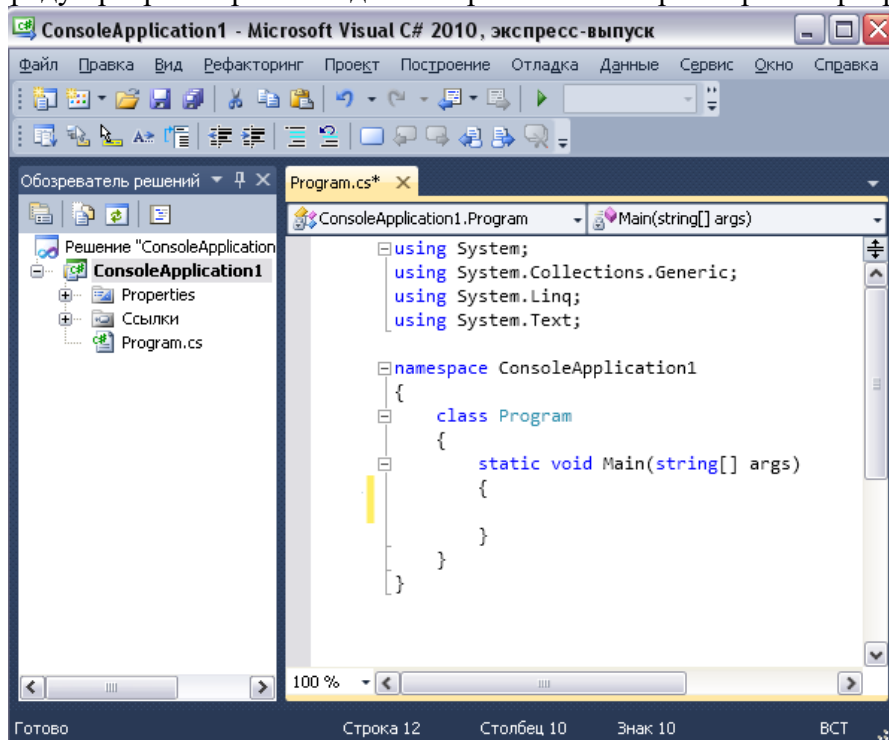 ConsoleApplication1 - Microsoft Visual C# 2010, экспресс-выпуск
Файл Правка Вид Рефакторинг Проект Построение Отладка Данные Сервис Окно Справка
Обозреватель решений
Program.cs*
ConsoleApplication1.Program
Main(string[] args)
Решение "ConsoleApplication
ConsoleApplication1
Properties
Ссылки
Program.cs
using System;
using System.Collections.Generic;
using System.Linq;
using System.Text;
namespace ConsoleApplication1
{
class Program
{
static void Main(string[] args)
{
}
}
}
100 %
Готово
Строка 12
Столбец 10
Знак 10
ВСТ